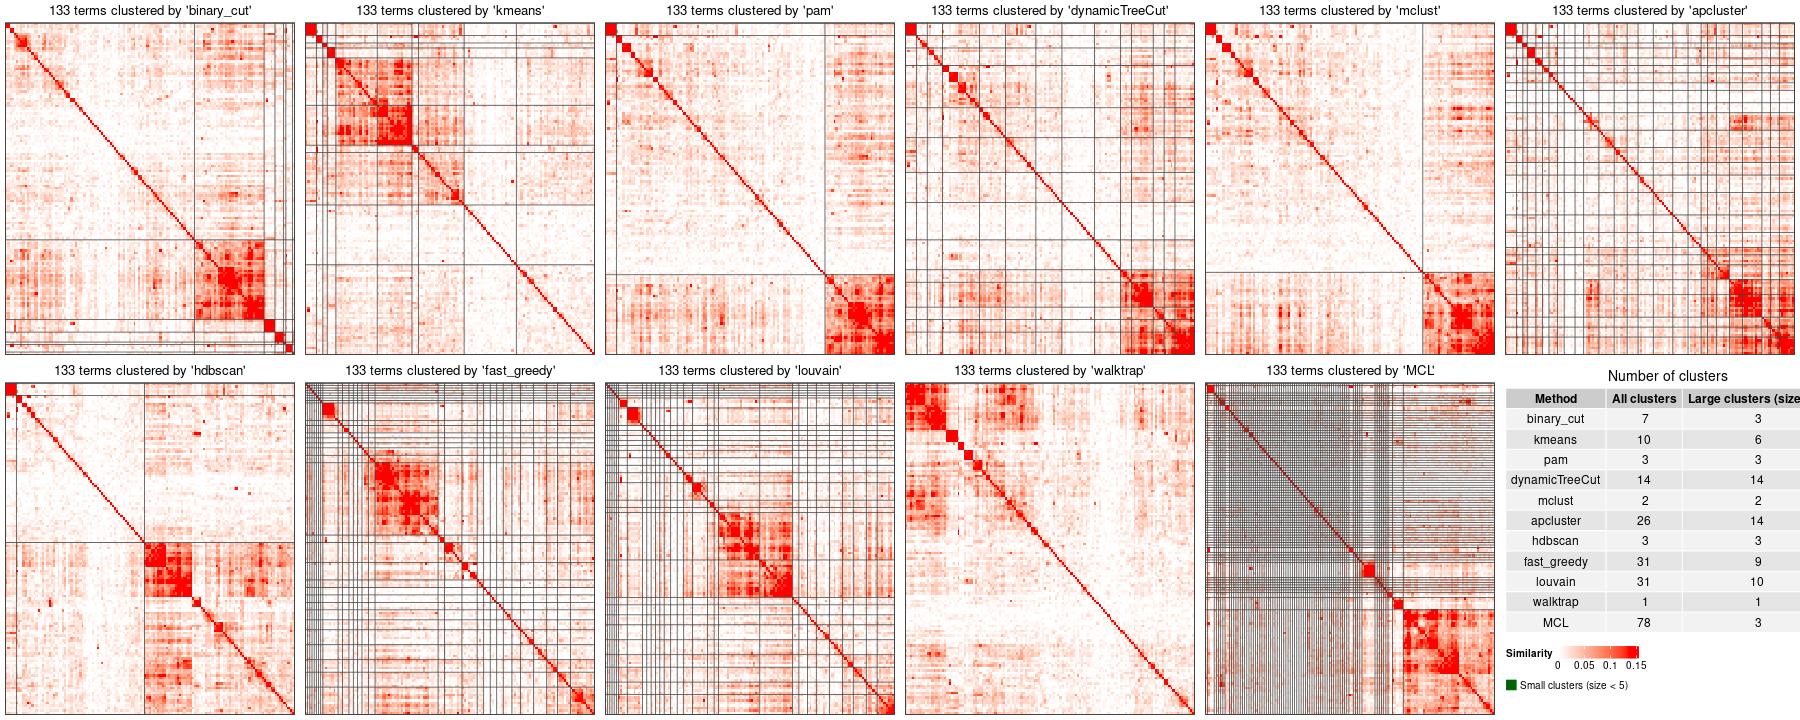 133 terms clustered by 'binary_cut'
133 terms clustered by 'kmeans'
133 terms clustered by 'pam'
133 terms clustered by 'dynamicTreeCut'
133 terms clustered by 'mclust'
133 terms clustered by 'apcluster'
133 terms clustered by 'hdbscan'
133 terms clustered by 'fast_greedy'
133 terms clustered by 'louvain'
133 terms clustered by 'walktrap'
133 terms clustered by 'MCL'
Number of clusters
Method All clusters Large clusters (size
binary_cut 7 3
kmeans 10 6
pam 3 3
dynamicTreeCut 14 14
mclust 2 2
apcluster 26 14
hdbscan 3 3
fast_greedy 31 9
louvain 31 10
walktrap 1 1
MCL 78 3
Similarity
0 0.05 0.1 0.15
Small clusters (size < 5)